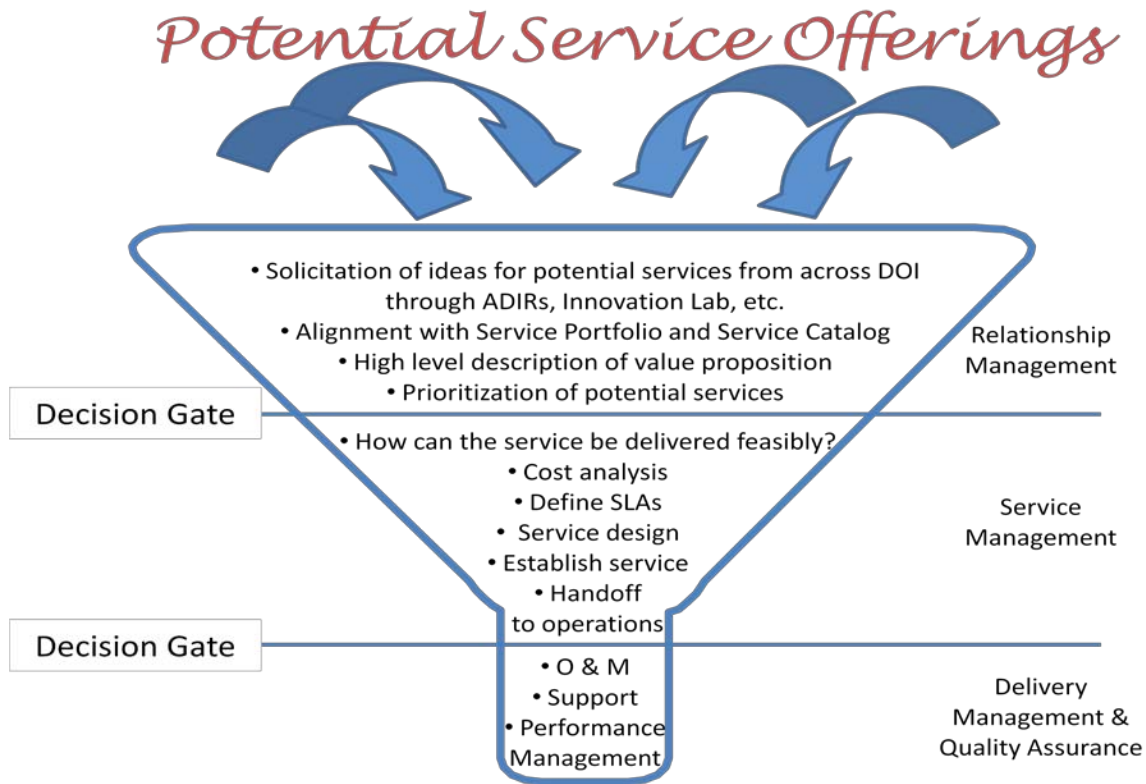 Potential Service Offerings
• Solicitation of ideas for potential services from across DOI
through ADIRs, Innovation Lab, etc.
• Alignment with Service Portfolio and Service Catalog
• High level description of value proposition
• Prioritization of potential services
Relationship
Management
Decision Gate
• How can the service be delivered feasibly?
• Cost analysis
• Define SLAs
• Service design
• Establish service
• Handoff
to operations
Service
Management
Decision Gate
• O & M
• Support
• Performance
Management
Delivery
Management &
Quality Assurance